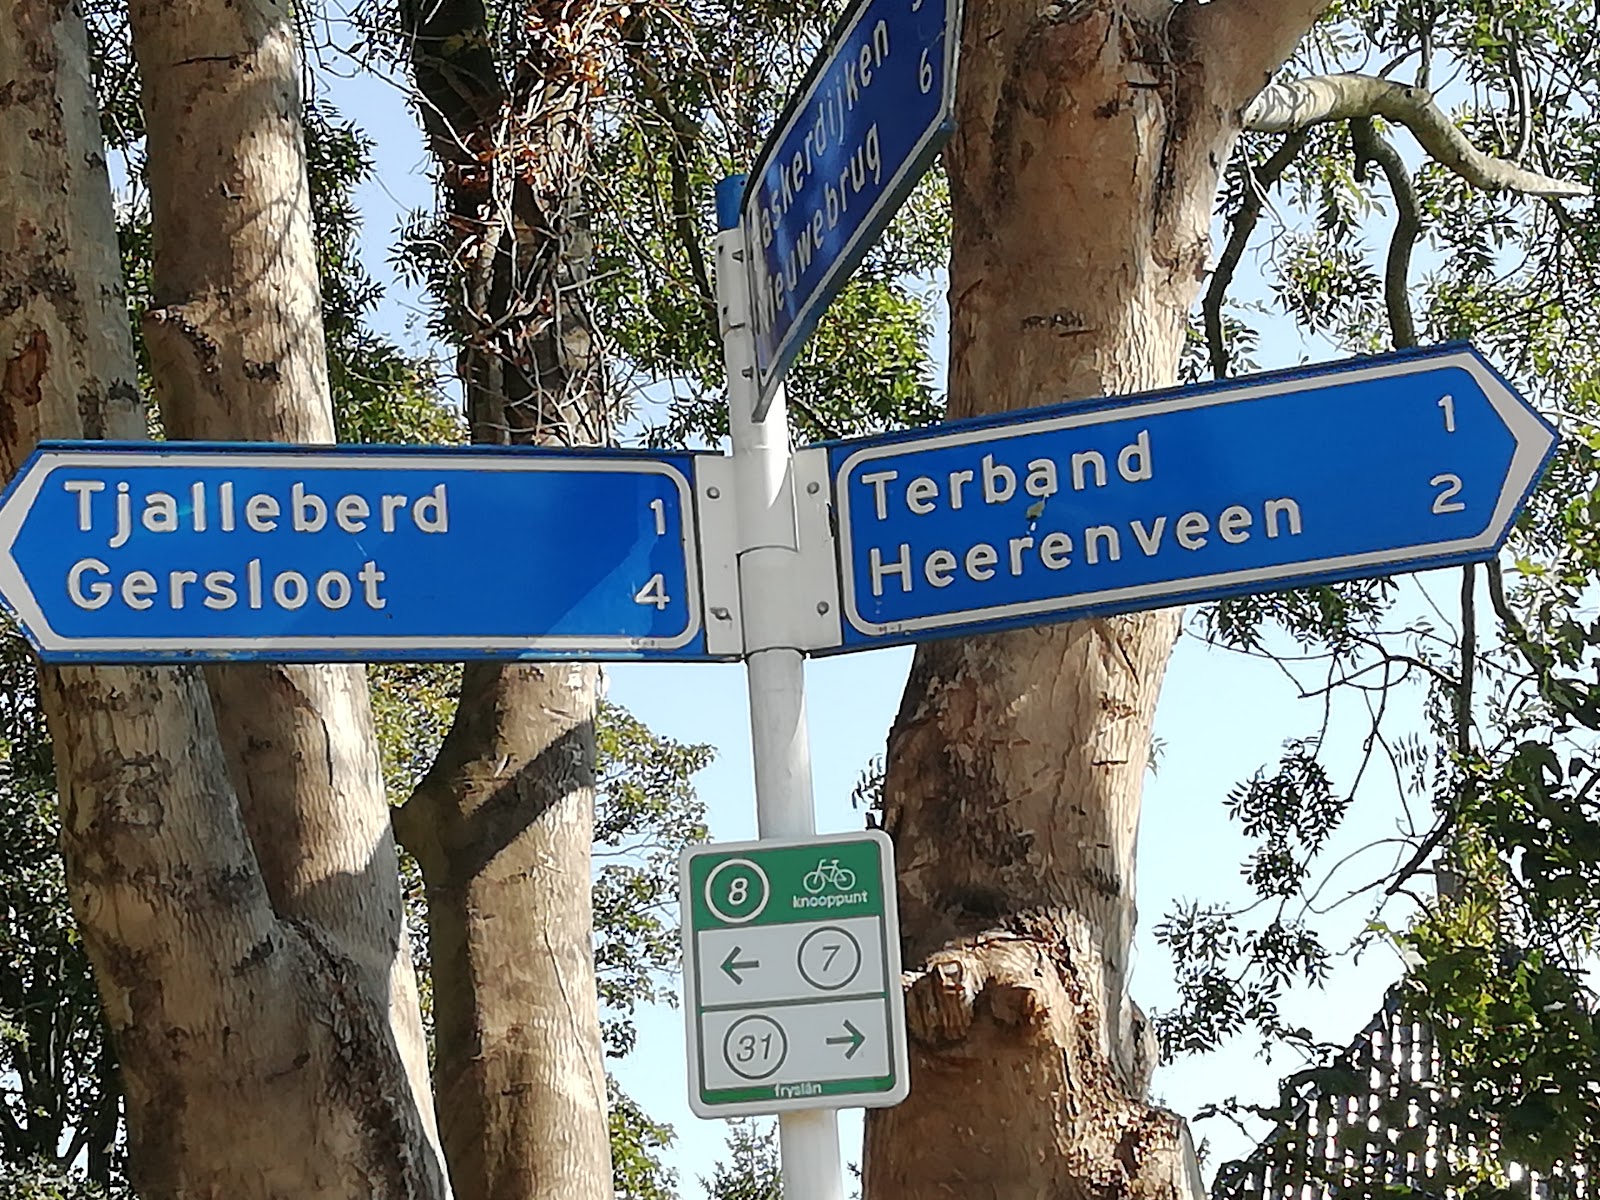 Nieuwebrug 6
Tjalleberd 1
Gersloot 4
Terband 1
Heerenveen 2
8 knooppunt
7
31
fryslân